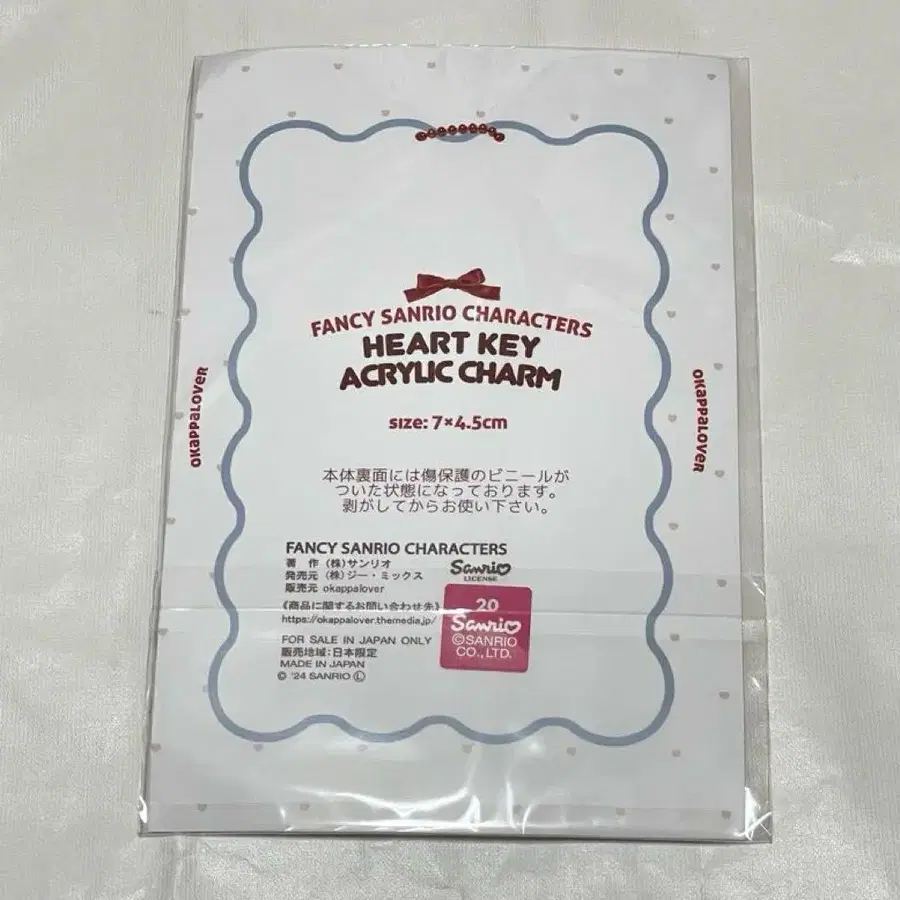 FANCY SANRIO CHARACTERS
HEART KEY
ACRYLIC CHARM
size: 7×4.5cm
okappalover
okappalover
本体裏面には傷保護のビニールが
ついた状態になっております。
剥がしてからお使い下さい。
FANCY SANRIO CHARACTERS
著 作 (株)サンリオ
発売元 (株)ジー・ミックス
販売元 okappalover
《商品に関するお問い合わせ先》
https://okappalover.themedia.jp/
FOR SALE IN JAPAN ONLY
販売地域:日本限定
MADE IN JAPAN
© '24 SANRIO Ⓛ
Sanrio
LICENSE
20
Sanrio
©SANRIO
CO.,LTD.